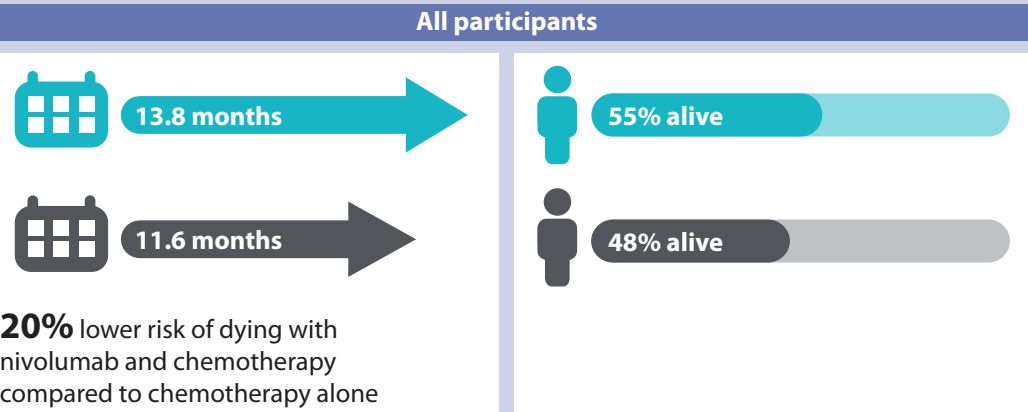 All participants
13.8 months
11.6 months
20% lower risk of dying with
nivolumab and chemotherapy
compared to chemotherapy alone
55% alive
48% alive